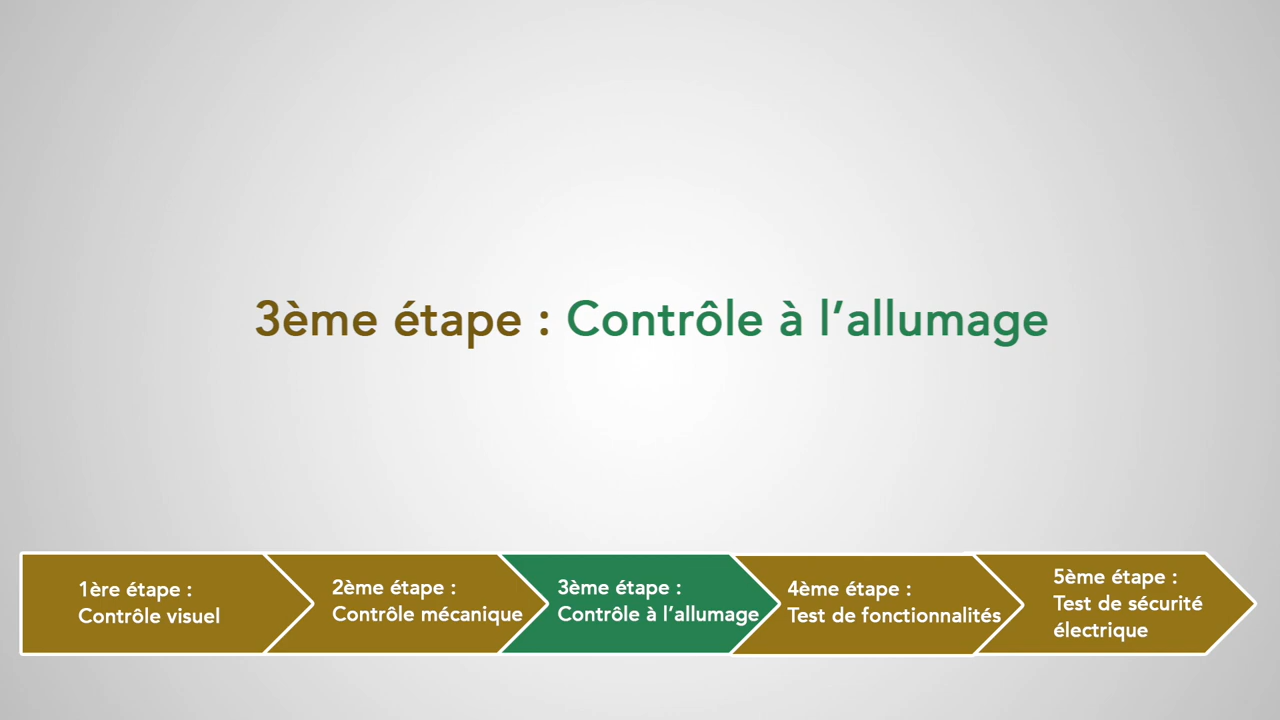 3ème étape : Contrôle à l’allumage
1ère étape :
Contrôle visuel
2ème étape :
Contrôle mécanique
3ème étape :
Contrôle à l’allumage
4ème étape :
Test de fonctionnalités
5ème étape :
Test de sécurité
électrique